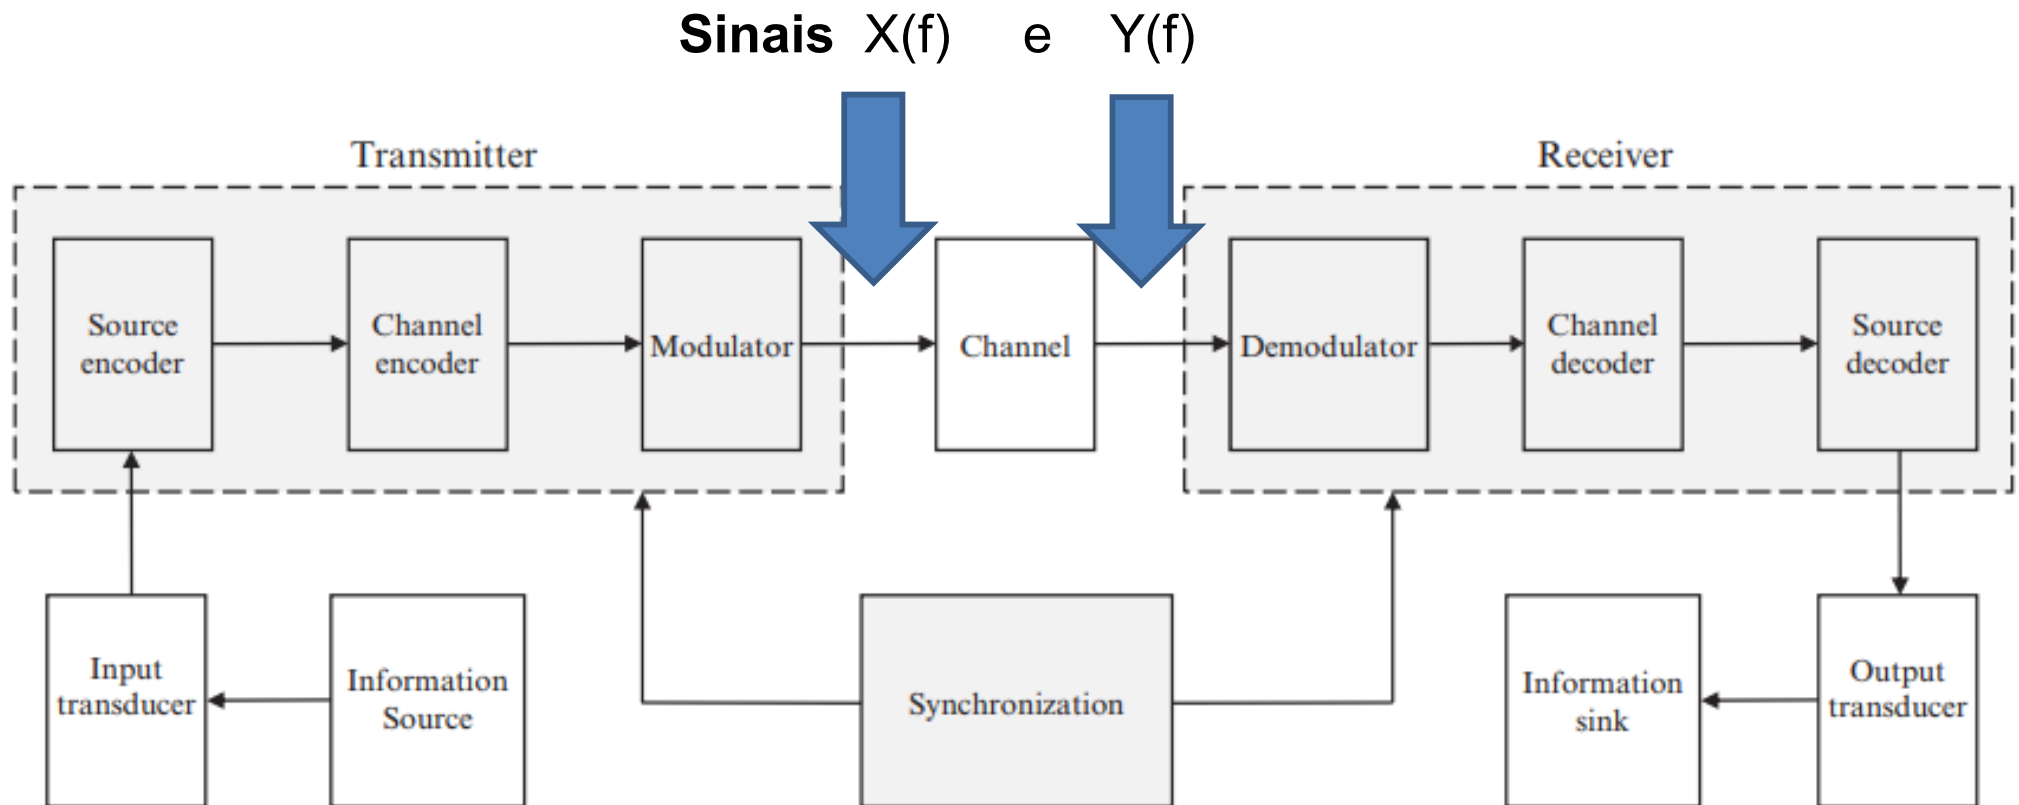 Sinais X(f) e Y(f)
Transmitter
Receiver
Source
encoder
Channel
encoder
Modulator
Channel
Demodulator
Channel
decoder
Source
decoder
Input
transducer
Information
Source
Synchronization
Information
sink
Output
transducer